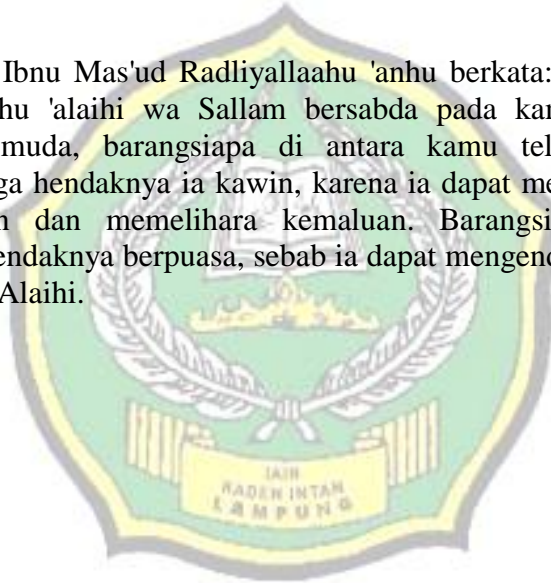 Ibnu Mas'ud Radliyallaahu 'anhu berkata:
hu 'alaihi wa Sallam bersabda pada kan
muda, barangsiapa di antara kamu tel
ga hendaknya ia kawin, karena ia dapat me
n dan memelihara kemaluan. Barangsi
endaknya berpuasa, sebab ia dapat mengend
Alaihi.
IAIN
RADEN INTAN
LAMPUNG